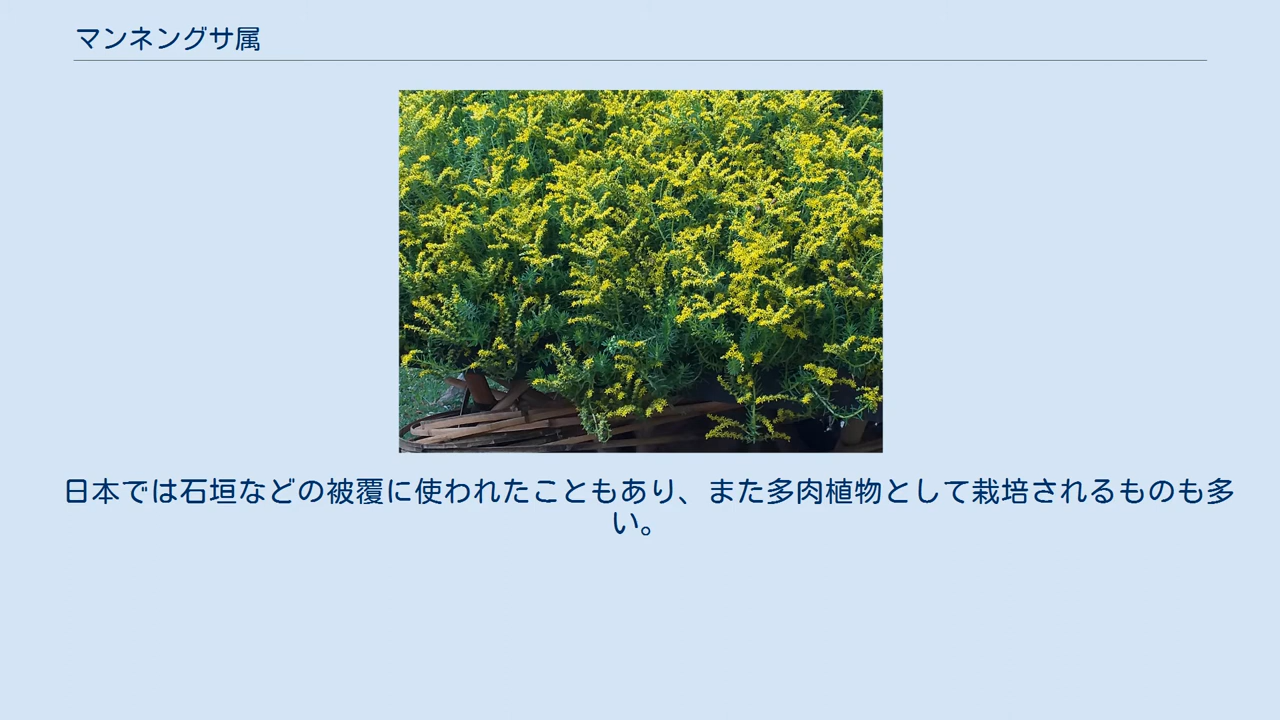 マンネングサ属
日本では石垣などの被覆に使われたこともあり、また多肉植物として栽培されるものも多
い。